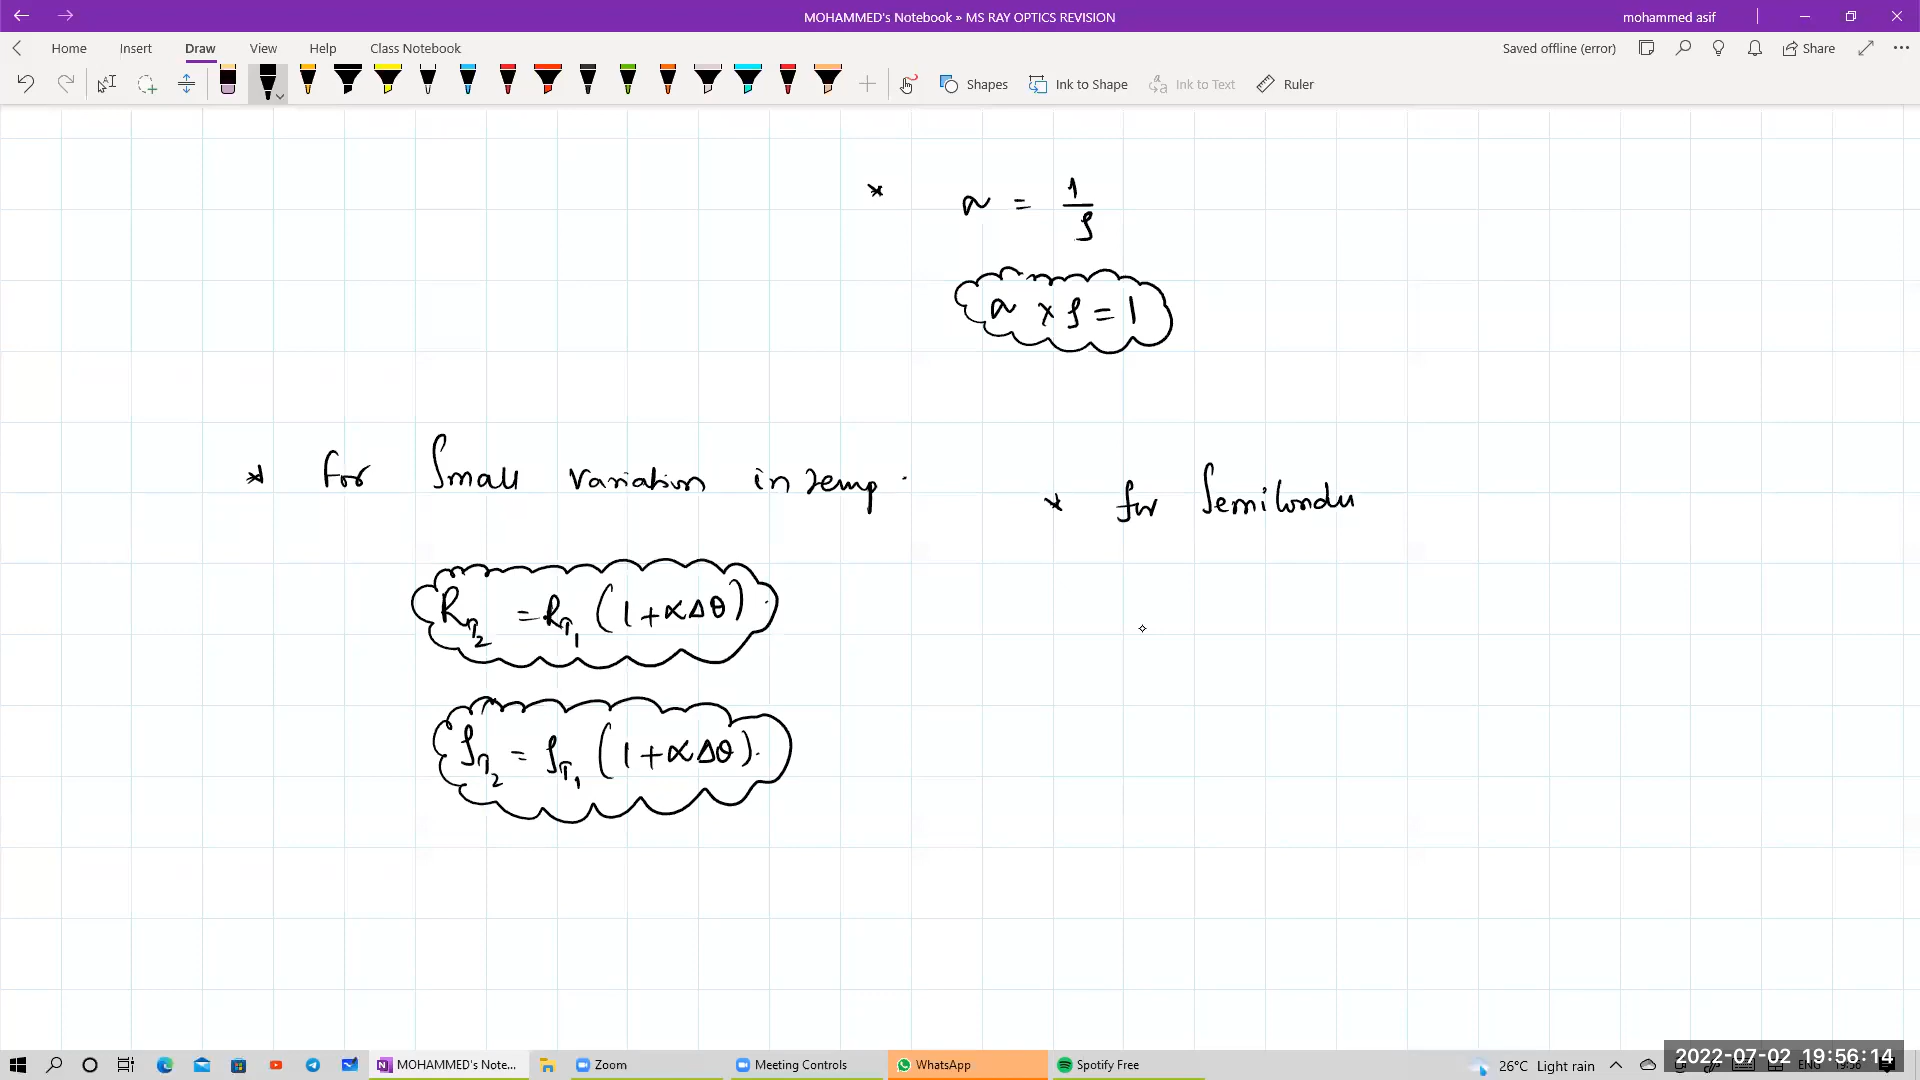 MOHAMMED's Notebook » MS RAY OPTICS REVISION
mohammed asif
Home Insert Draw View Help Class Notebook
Saved offline (error) Share
Shapes Ink to Shape Ink to Text Ruler
* σ = 1/ρ
σ × ρ = 1
* For Small variation in temp.
R_T2 = R_T1 (1+αΔθ).
ρ_T2 = ρ_T1 (1+αΔθ).
* for Semicondu
MOHAMMED's Note... Zoom Meeting Controls WhatsApp Spotify Free 26°C Light rain
2022-07-02 19:56:14